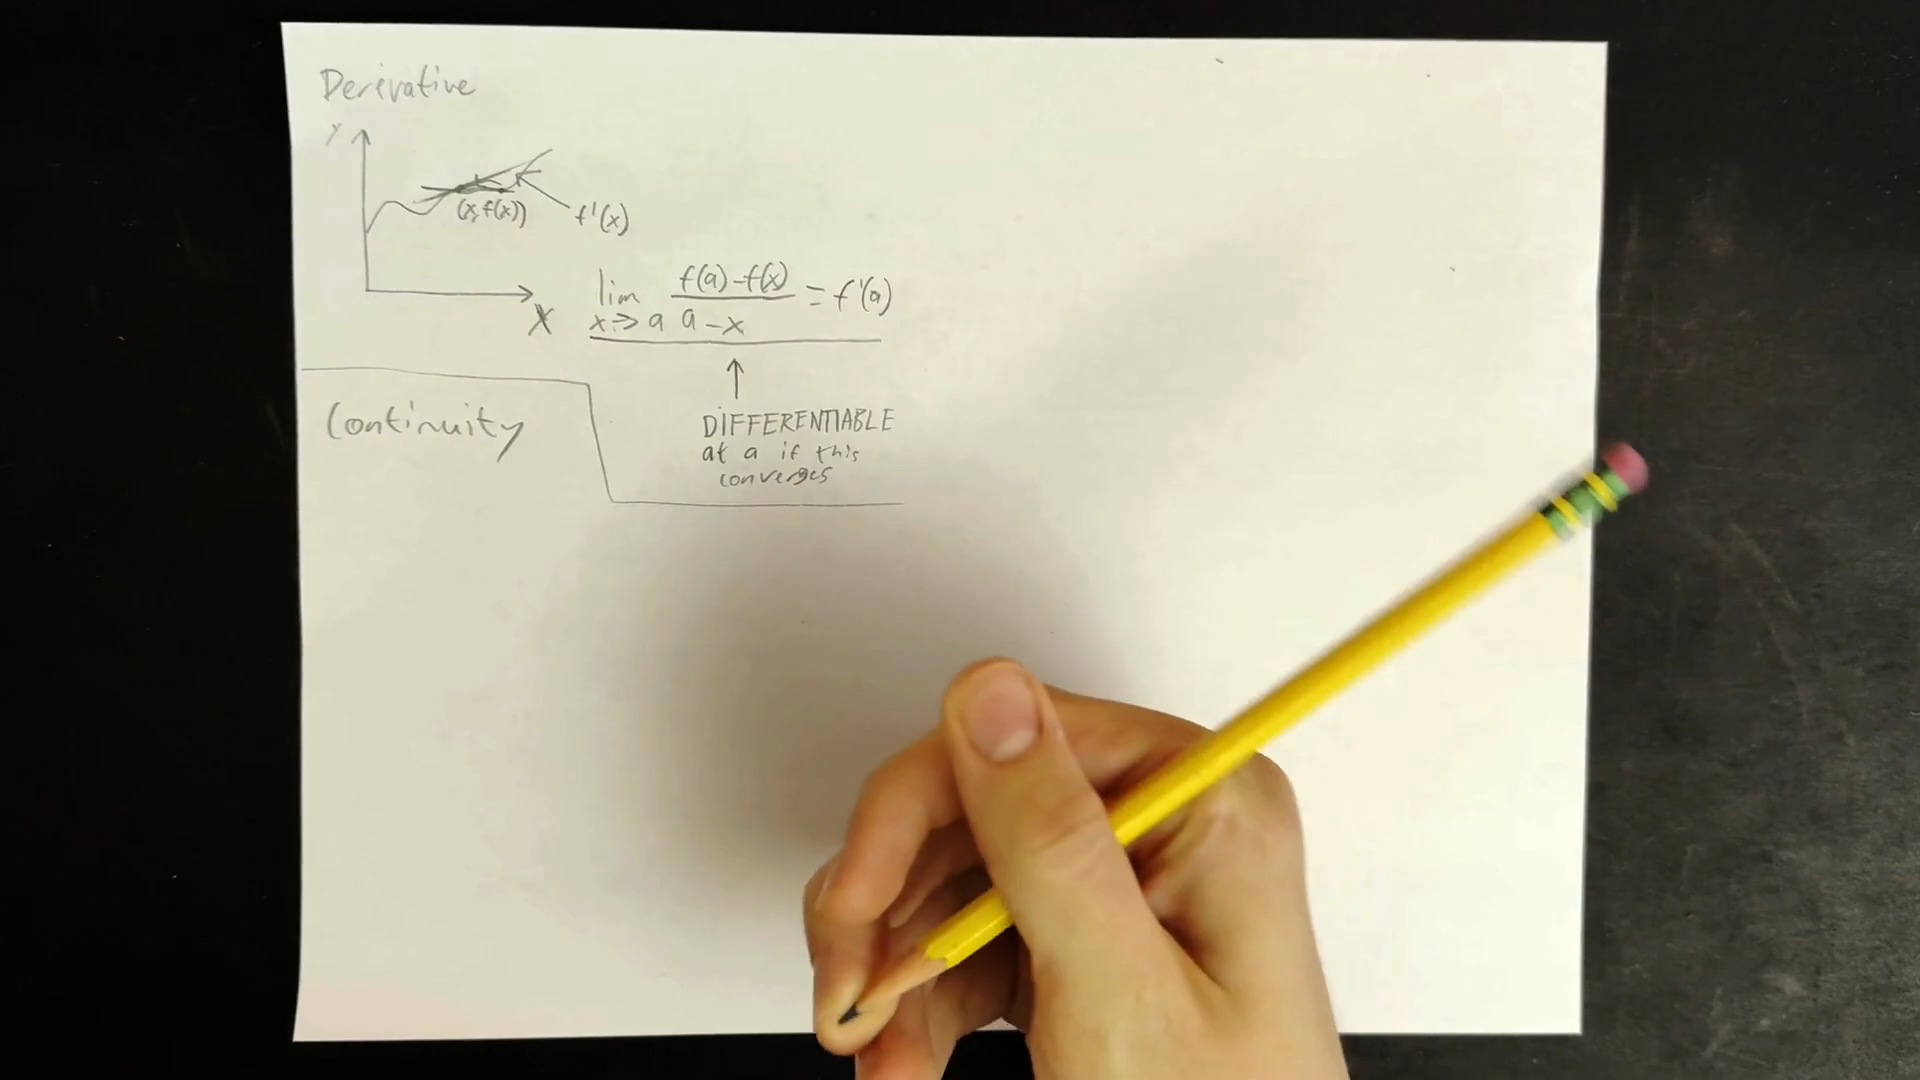 Derivative
Y
(x, f(x))
f'(x)
X
lim f(a)-f(x) = f'(a)
x→a a-x
Continuity
DIFFERENTIABLE
at a if this
converges